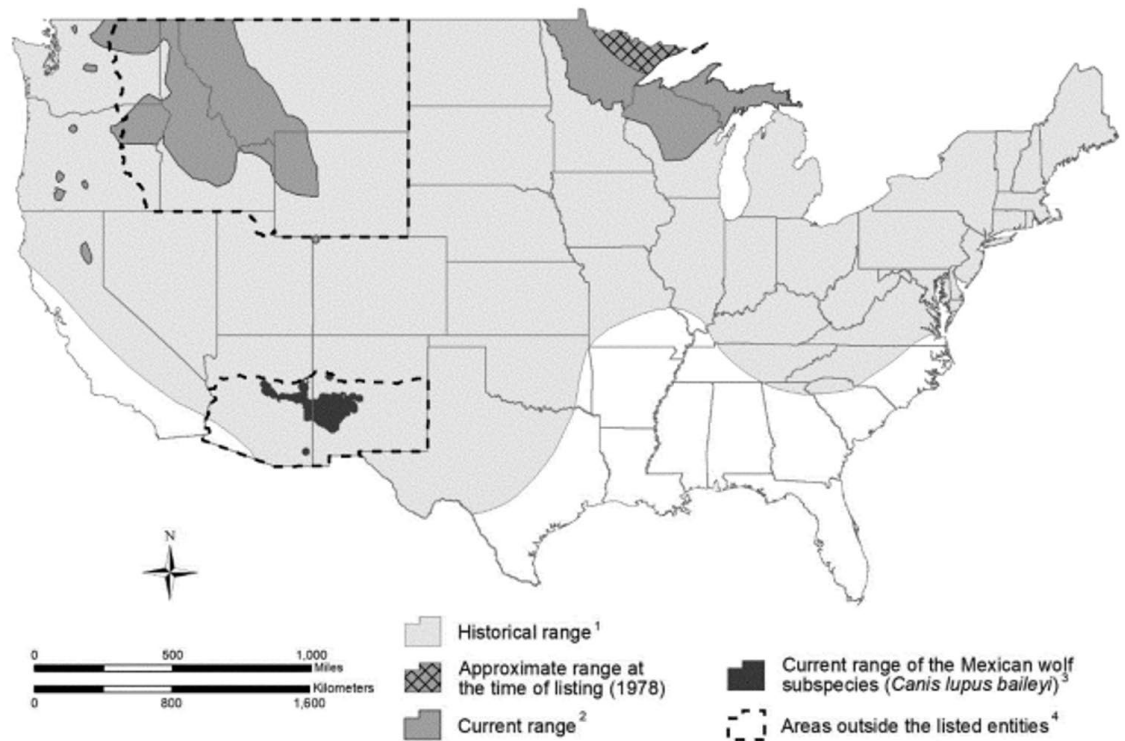 N
0 500 1,000
Miles
Kilometers
0 800 1,600
Historical range 1
Approximate range at
the time of listing (1978)
Current range 2
Current range of the Mexican wolf
subspecies (Canis lupus baileyi) 3
Areas outside the listed entities 4